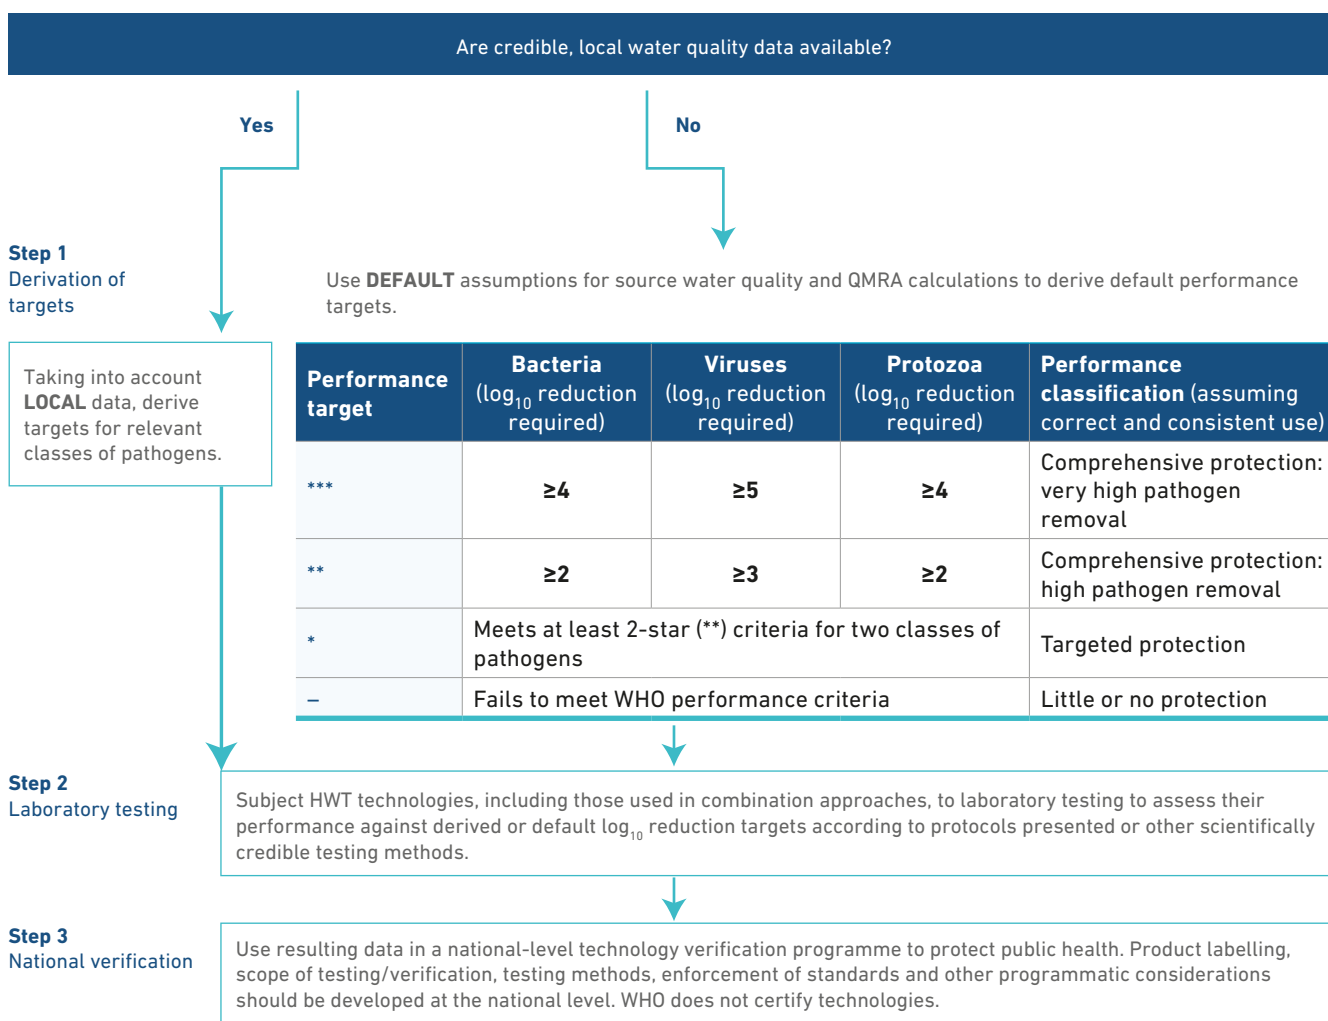 Are credible, local water quality data available?
Yes
No
Step 1
Derivation of
targets
Use DEFAULT assumptions for source water quality and QMRA calculations to derive default performance
targets.
Taking into account
LOCAL data, derive
targets for relevant
classes of pathogens.
Performance
target
Bacteria
(log10 reduction
required)
Viruses
(log10 reduction
required)
Protozoa
(log10 reduction
required)
Performance
classification (assuming
correct and consistent use)
***
≥4
≥5
≥4
Comprehensive protection:
very high pathogen
removal
**
≥2
≥3
≥2
Comprehensive protection:
high pathogen removal
*
Meets at least 2-star (**) criteria for two classes of
pathogens
Targeted protection
–
Fails to meet WHO performance criteria
Little or no protection
Step 2
Laboratory testing
Subject HWT technologies, including those used in combination approaches, to laboratory testing to assess their
performance against derived or default log10 reduction targets according to protocols presented or other scientifically
credible testing methods.
Step 3
National verification
Use resulting data in a national-level technology verification programme to protect public health. Product labelling,
scope of testing/verification, testing methods, enforcement of standards and other programmatic considerations
should be developed at the national level. WHO does not certify technologies.